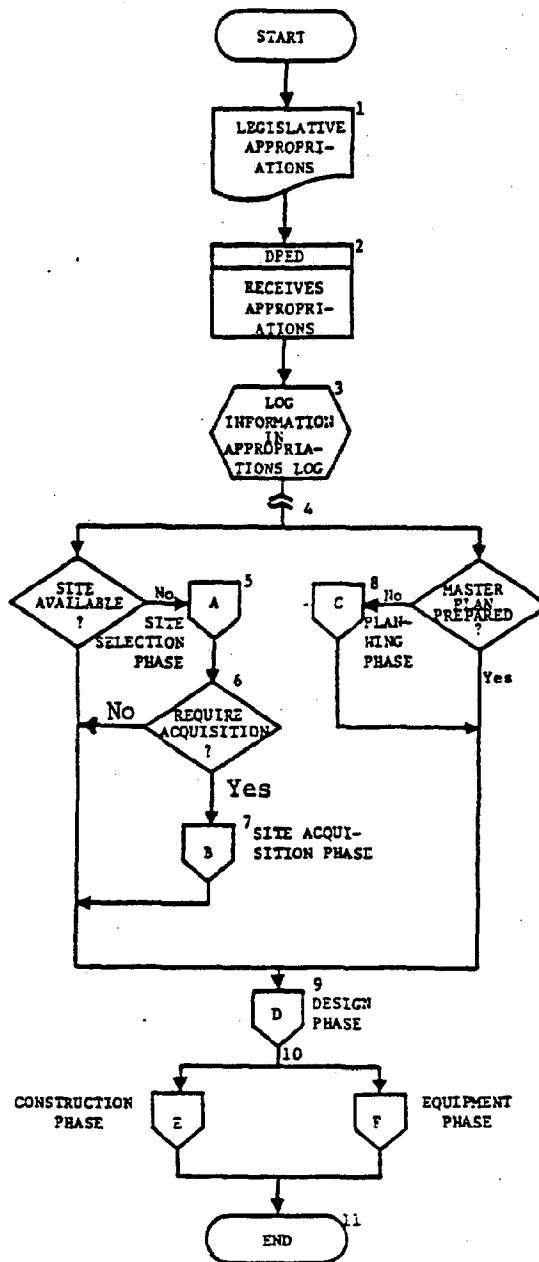 START
1
LEGISLATIVE
APPROPRI-
ATIONS
2
DPED
RECEIVES
APPROPRI-
ATIONS
3
LOG
INFORMATION
IN
APPROPRIA-
TIONS LOG
4
SITE
AVAILABLE
?
No
5
A
SITE
SELECTION
PHASE
8
C
No
PLAN-
NING
PHASE
MASTER
PLAN
PREPARED
?
Yes
6
No
REQUIRE
ACQUISITION
?
Yes
7
B
SITE ACQUI-
SITION PHASE
9
D
DESIGN
PHASE
10
CONSTRUCTION
PHASE
E
F
EQUIPMENT
PHASE
11
END